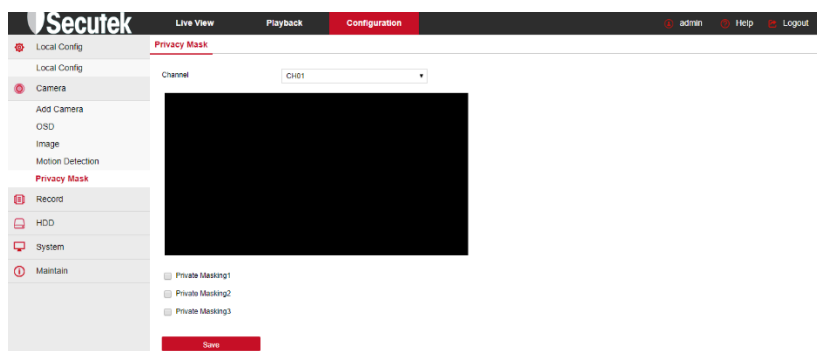 Secutek
Live View
Playback
Configuration
admin
Help
Logout
Local Config
Local Config
Camera
Add Camera
OSD
Image
Motion Detection
Privacy Mask
Record
HDD
System
Maintain
Privacy Mask
Channel
CH01
Private Masking1
Private Masking2
Private Masking3
Save